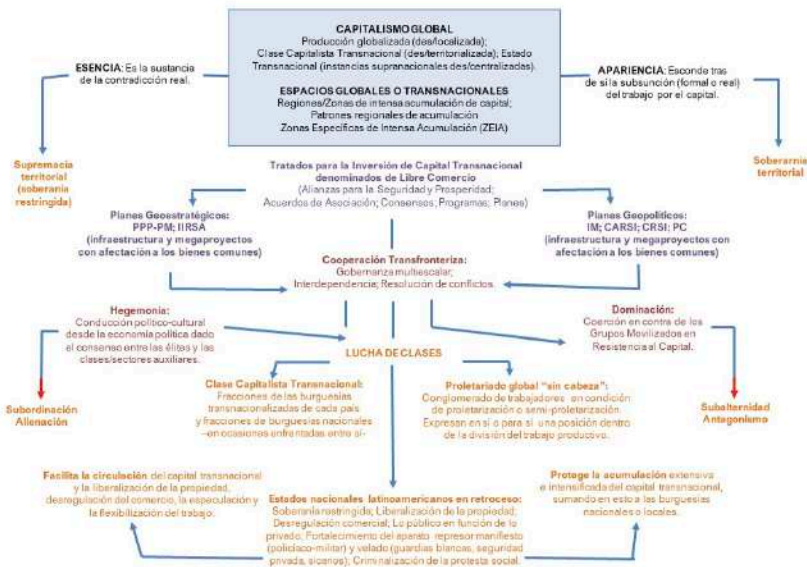 CAPITALISMO GLOBAL
Producción globalizada (des/localizada);
Clase Capitalista Transnacional (des/territorializada); Estado
Transnacional (instancias supranacionales des/centralizadas).
ESPACIOS GLOBALES O TRANSNACIONALES
Regiones/Zonas de intensa acumulación de capital;
Patrones regionales de acumulación
Zonas Específicas de Intensa Acumulación (ZEIA)
ESENCIA: Es la sustancia
de la contradicción real.
APARIENCIA: Esconde tras
de sí la subsunción (formal o real)
del trabajo por el capital.
Supremacía
territorial
(soberanía
restringida)
Soberanía
territorial
Tratados para la Inversión de Capital Transnacional
denominados de Libre Comercio
(Alianzas para la Seguridad y Prosperidad;
Acuerdos de Asociación; Consensos; Programas; Planes)
Planes Geoestratégicos:
PPP-PM; IIRSA
(infraestructura y megaproyectos
con afectación a los bienes comunes)
Planes Geopolíticos:
IM; CARSI; CRSI; PC
(infraestructura y megaproyectos con
afectación a los bienes comunes)
Cooperación Transfronteriza:
Gobernanza multiescalar;
Interdependencia; Resolución de conflictos.
Hegemonía:
Conducción político-cultural
desde la economía política dado
el consenso entre las élites y las
clases/sectores auxiliares.
Dominación:
Coerción en contra de los
Grupos Movilizados en
Resistencia al Capital.
LUCHA DE CLASES
Subordinación
Alienación
Clase Capitalista Transnacional:
Fracciones de las burguesías
transnacionalizadas de cada país
y fracciones de burguesías nacionales
–en ocasiones enfrentadas entre sí-
Proletariado global “sin cabeza”:
Conglomerado de trabajadores en condición
de proletarización o semi-proletarización.
Expresan en sí o para sí una posición dentro
de la división del trabajo productivo.
Subalternidad
Antagonismo
Facilita la circulación del capital transnacional
y la liberalización de la propiedad,
desregulación del comercio, la especulación y
la flexibilización del trabajo.
Estados nacionales latinoamericanos en retroceso:
Soberanía restringida; Liberalización de la propiedad;
Desregulación comercial; Lo público en función de lo
privado; Fortalecimiento del aparato represor manifiesto
(policiaco-militar) y velado (guardias blancas, seguridad
privada, sicarios); Criminalización de la protesta social.
Protege la acumulación extensiva
e intensificada del capital transnacional,
sumando en esto a las burguesías
nacionales o locales.